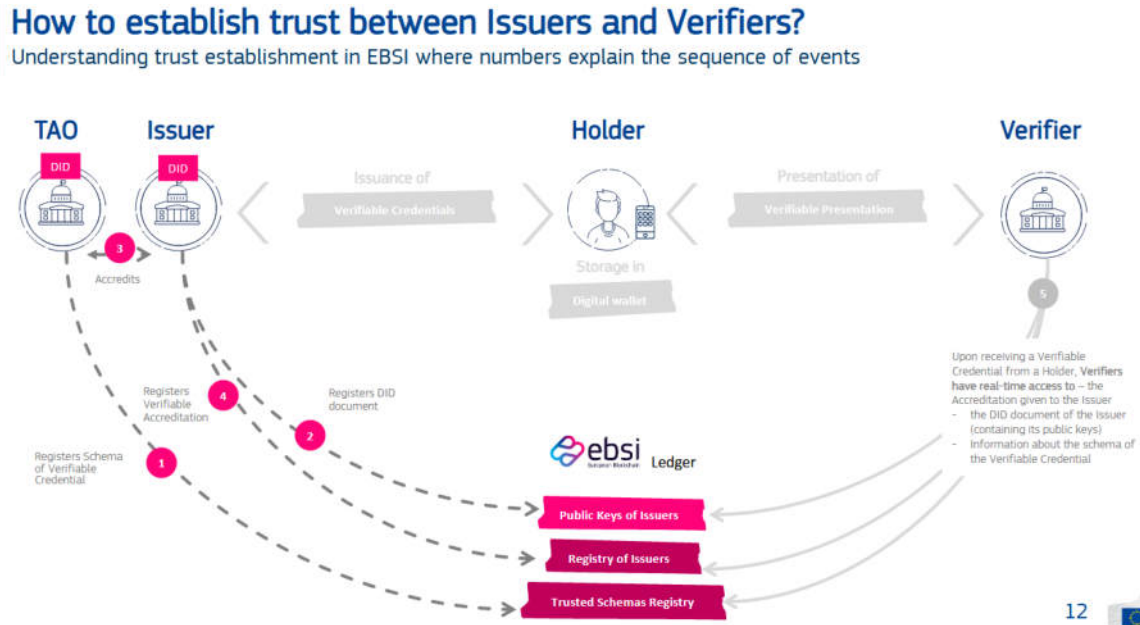 How to establish trust between Issuers and Verifiers?
Understanding trust establishment in EBSI where numbers explain the sequence of events
TAO
Issuer
Holder
Verifier
DID
DID
Issuance of
Verifiable Credentials
Presentation of
Verifiable Presentation
3
Accredits
Storage in
Digital wallet
5
Upon receiving a Verifiable
Credential from a Holder, Verifiers
have real-time access to – the
Accreditation given to the Issuer
- the DID document of the Issuer
(containing its public keys)
- Information about the schema of
the Verifiable Credential
Registers
Verifiable
Accreditation
4
Registers DID
document
2
Registers Schema
of Verifiable
Credential
1
ebsi
European Blockchain
Ledger
Public Keys of Issuers
Registry of Issuers
Trusted Schemas Registry
12